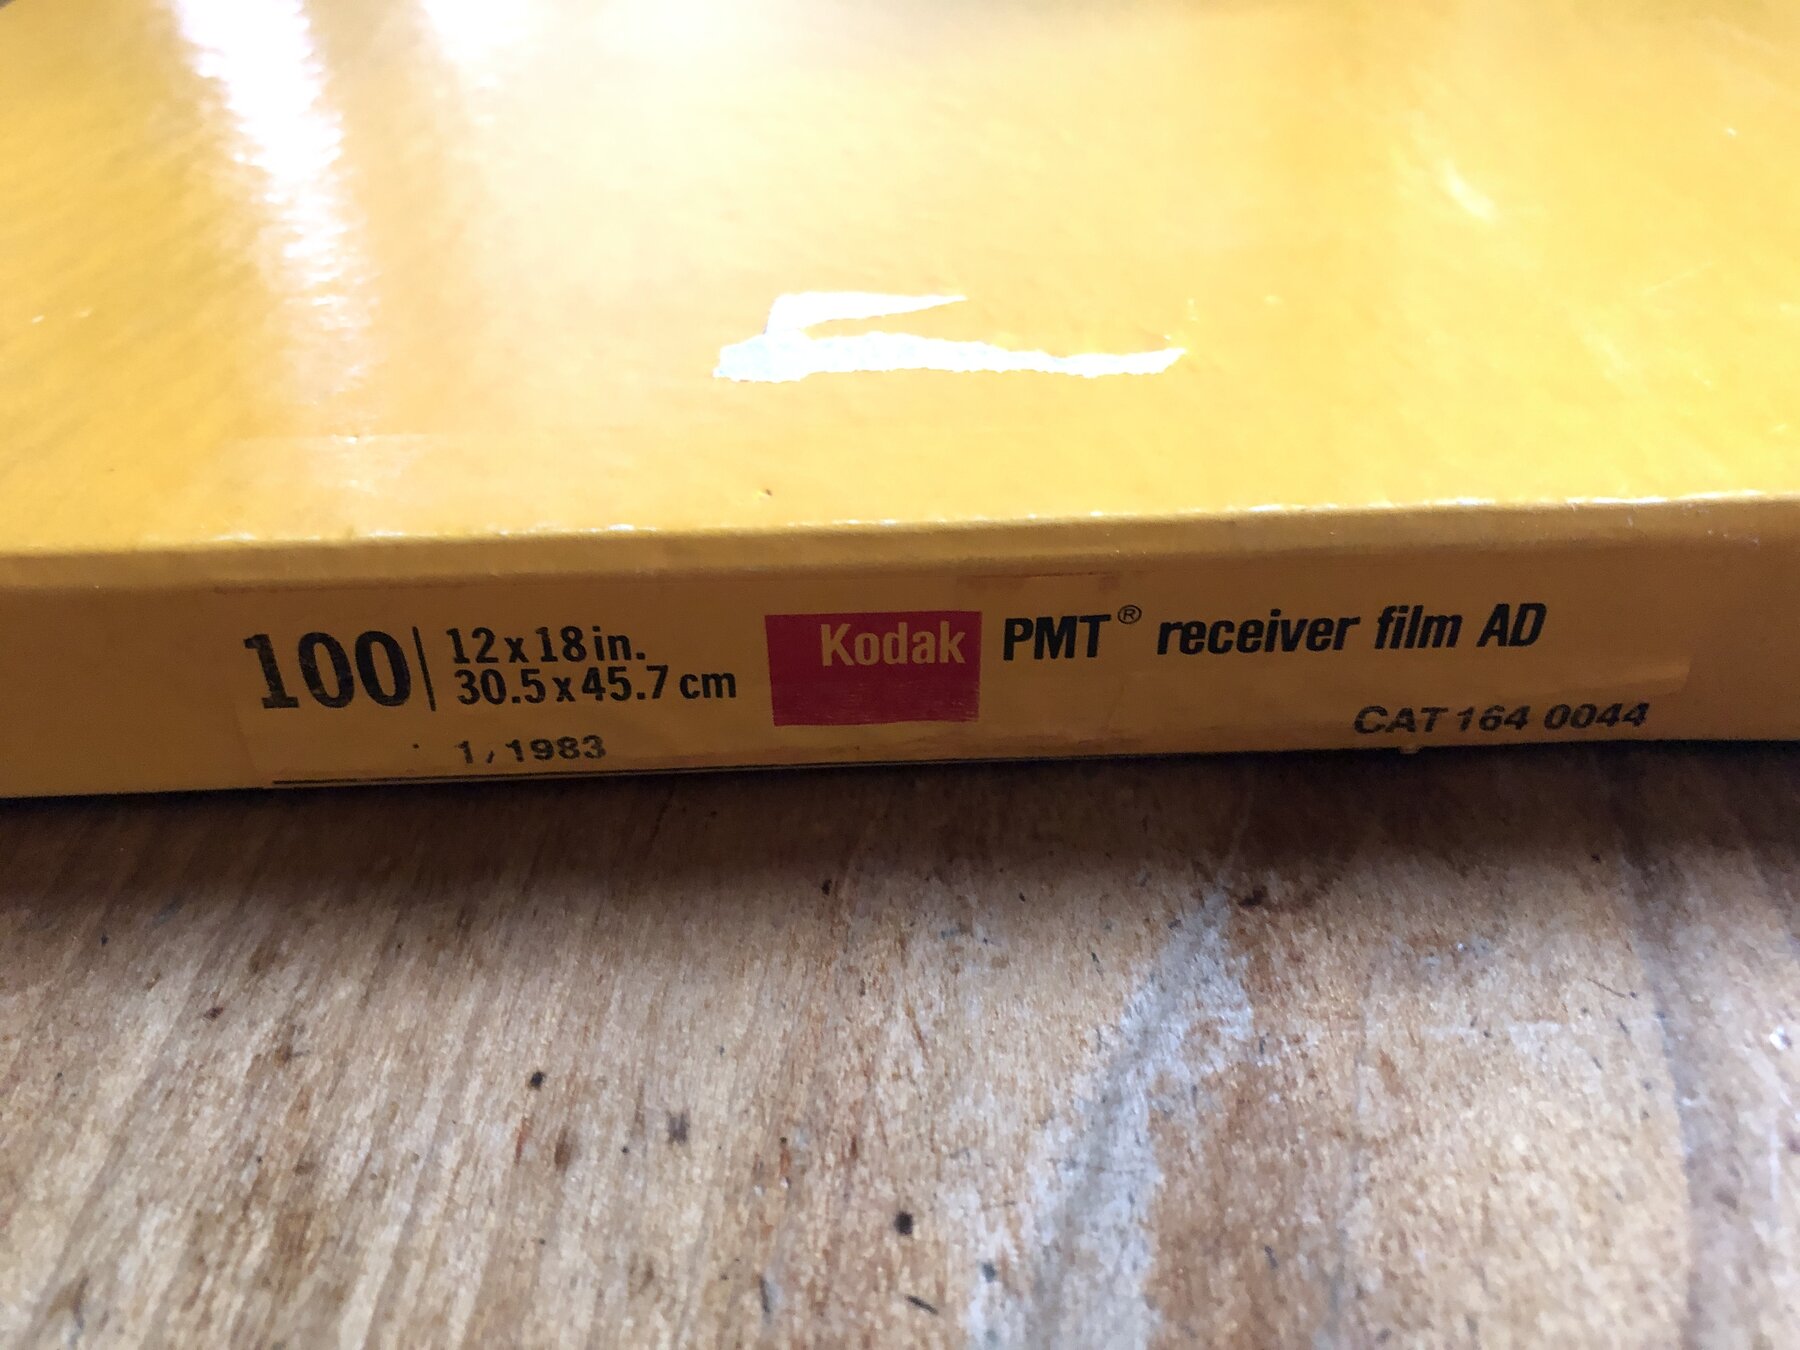 100 12 x 18 in.
30.5 x 45.7 cm
Kodak PMT® receiver film AD
CAT 164 0044
1, 1983